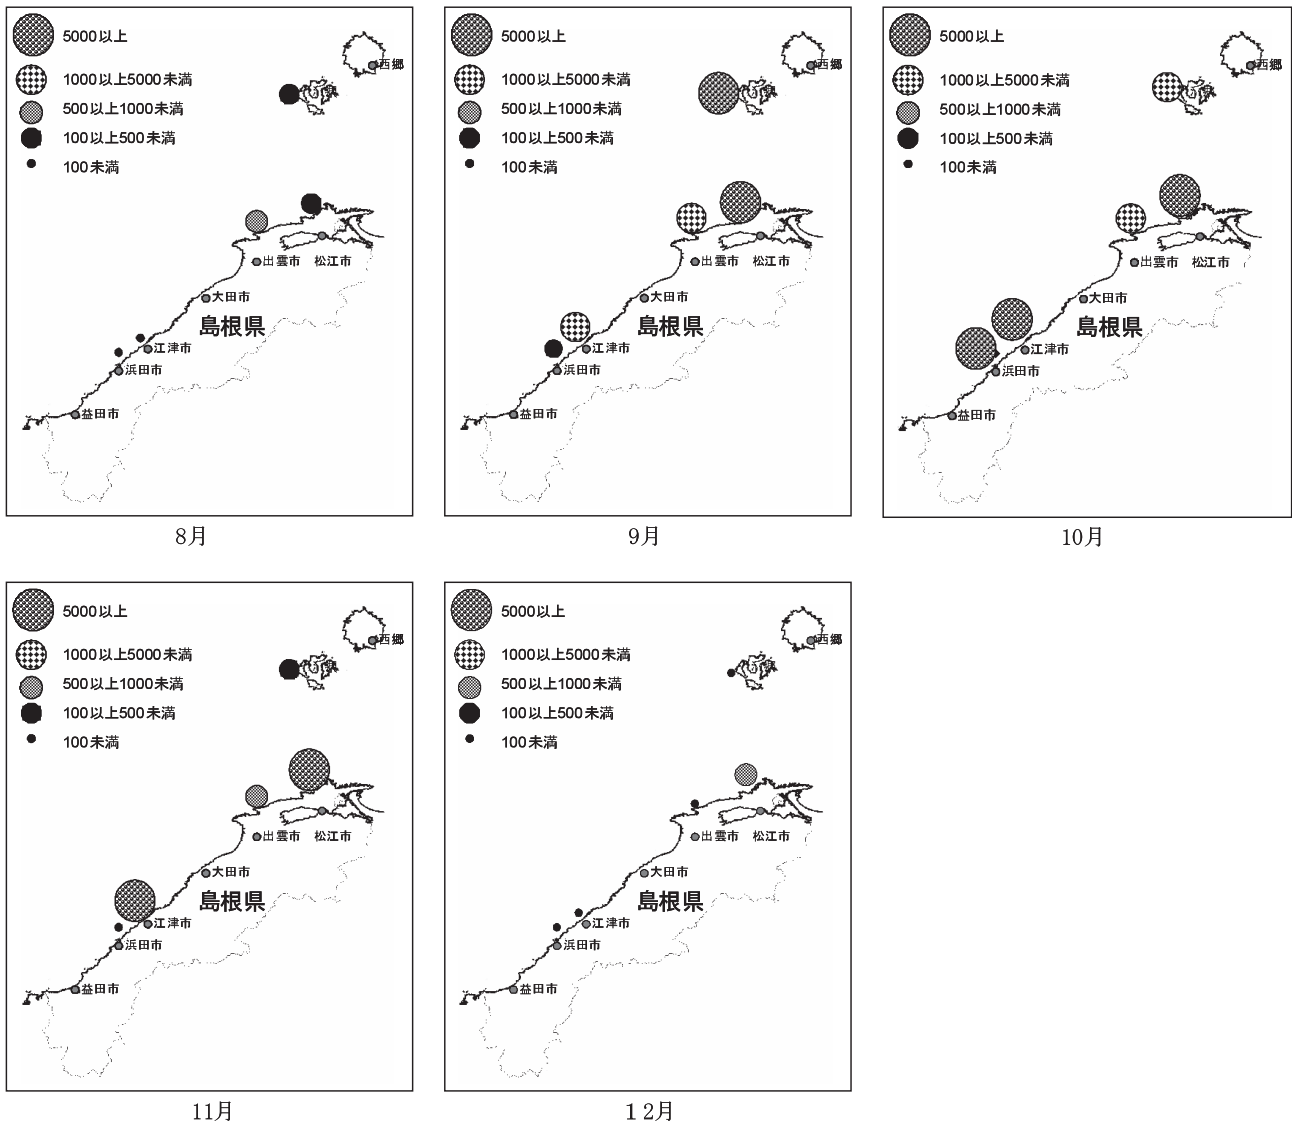 5000以上
1000以上5000未満
500以上1000未満
100以上500未満
100未満
西郷
出雲市
松江市
大田市
島根県
江津市
浜田市
益田市
8月
5000以上
1000以上5000未満
500以上1000未満
100以上500未満
100未満
西郷
出雲市
松江市
大田市
島根県
江津市
浜田市
益田市
9月
5000以上
1000以上5000未満
500以上1000未満
100以上500未満
100未満
西郷
出雲市
松江市
大田市
島根県
江津市
浜田市
益田市
10月
5000以上
1000以上5000未満
500以上1000未満
100以上500未満
100未満
西郷
出雲市
松江市
大田市
島根県
江津市
浜田市
益田市
11月
5000以上
1000以上5000未満
500以上1000未満
100以上500未満
100未満
西郷
出雲市
松江市
大田市
島根県
江津市
浜田市
益田市
12月